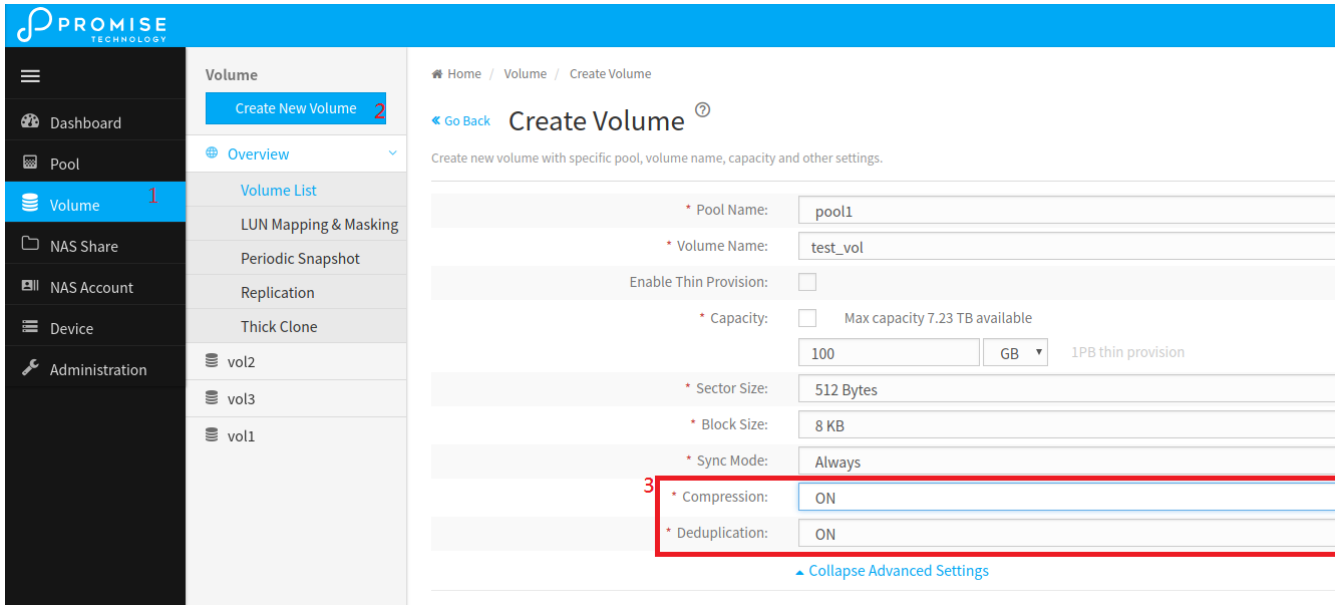 PROMISE
TECHNOLOGY
Dashboard
Pool
Volume 1
NAS Share
NAS Account
Device
Administration
Volume
Create New Volume 2
Overview
Volume List
LUN Mapping & Masking
Periodic Snapshot
Replication
Thick Clone
vol2
vol3
vol1
Home / Volume / Create Volume
« Go Back Create Volume ?
Create new volume with specific pool, volume name, capacity and other settings.
* Pool Name: pool1
* Volume Name: test_vol
Enable Thin Provision:
* Capacity: Max capacity 7.23 TB available
100 GB 1PB thin provision
* Sector Size: 512 Bytes
* Block Size: 8 KB
* Sync Mode: Always
3 * Compression: ON
* Deduplication: ON
Collapse Advanced Settings